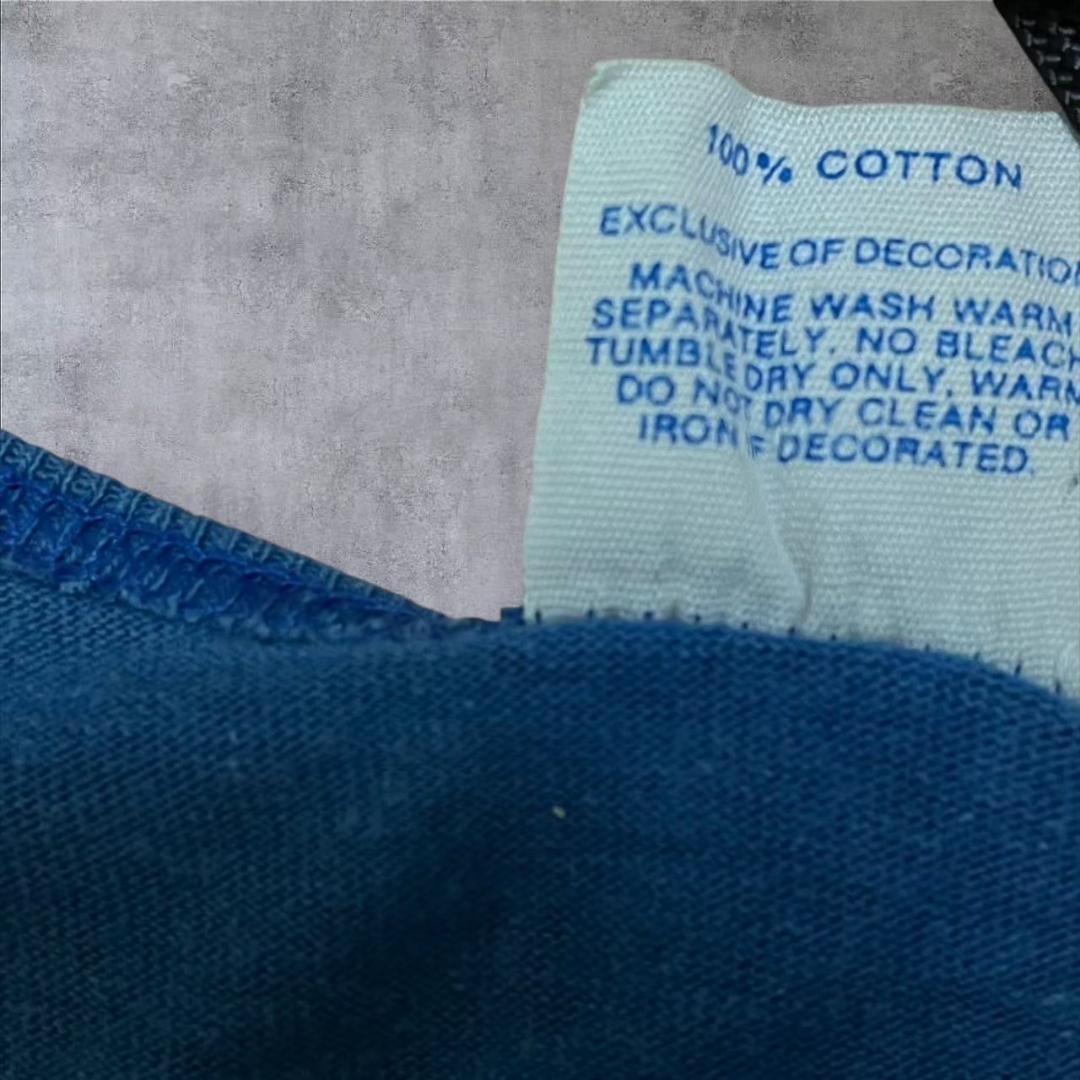 100% COTTON
EXCLUSIVE OF DECORATION
MACHINE WASH WARM
SEPARATELY. NO BLEACH
TUMBLE DRY ONLY, WARM
DO NOT DRY CLEAN OR
IRON IF DECORATED.